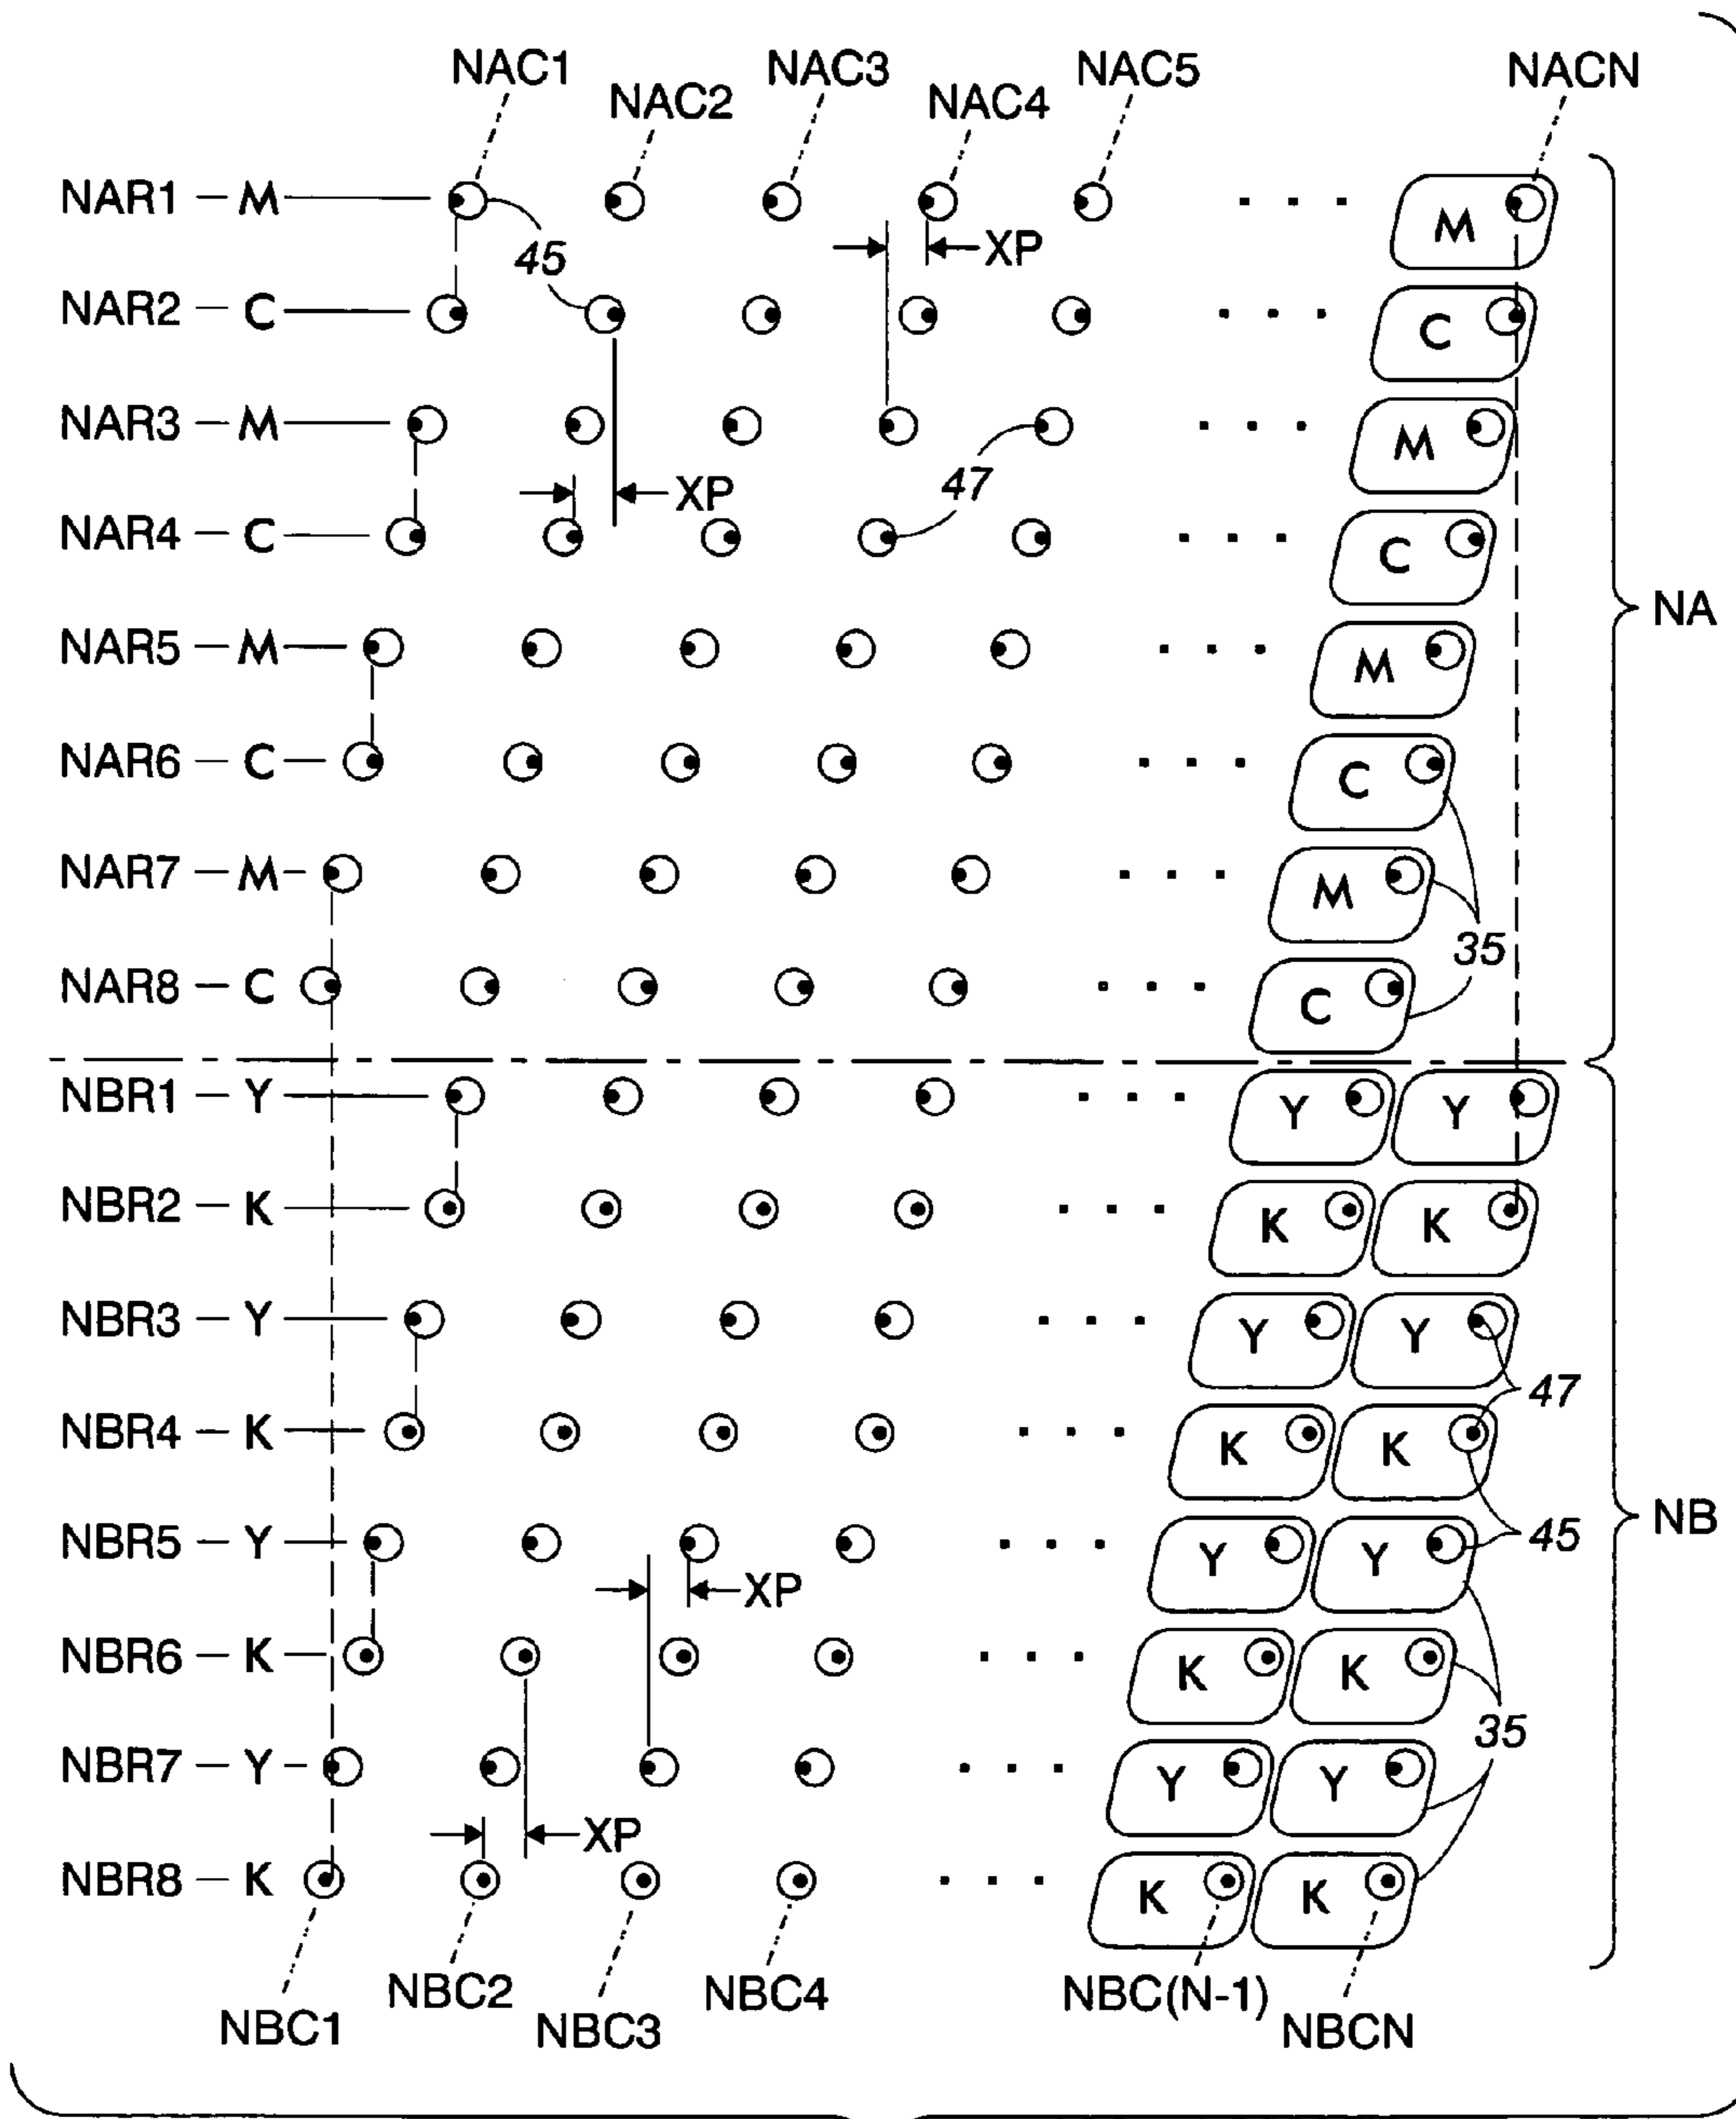 NAC1 NAC2 NAC3 NAC4 NAC5 NACN
NAR1 – M M
45 XP
NAR2 – C C
NAR3 – M M
XP 47
NAR4 – C C
NA
NAR5 – M M
NAR6 – C C
NAR7 – M M
35
NAR8 – C C
NBR1 – Y Y Y
NBR2 – K K K
NBR3 – Y Y Y
47
NBR4 – K K K
NB
45
NBR5 – Y Y Y
XP
NBR6 – K K K
35
NBR7 – Y Y Y
XP
NBR8 – K K K
NBC1 NBC2 NBC3 NBC4 NBC(N-1) NBCN